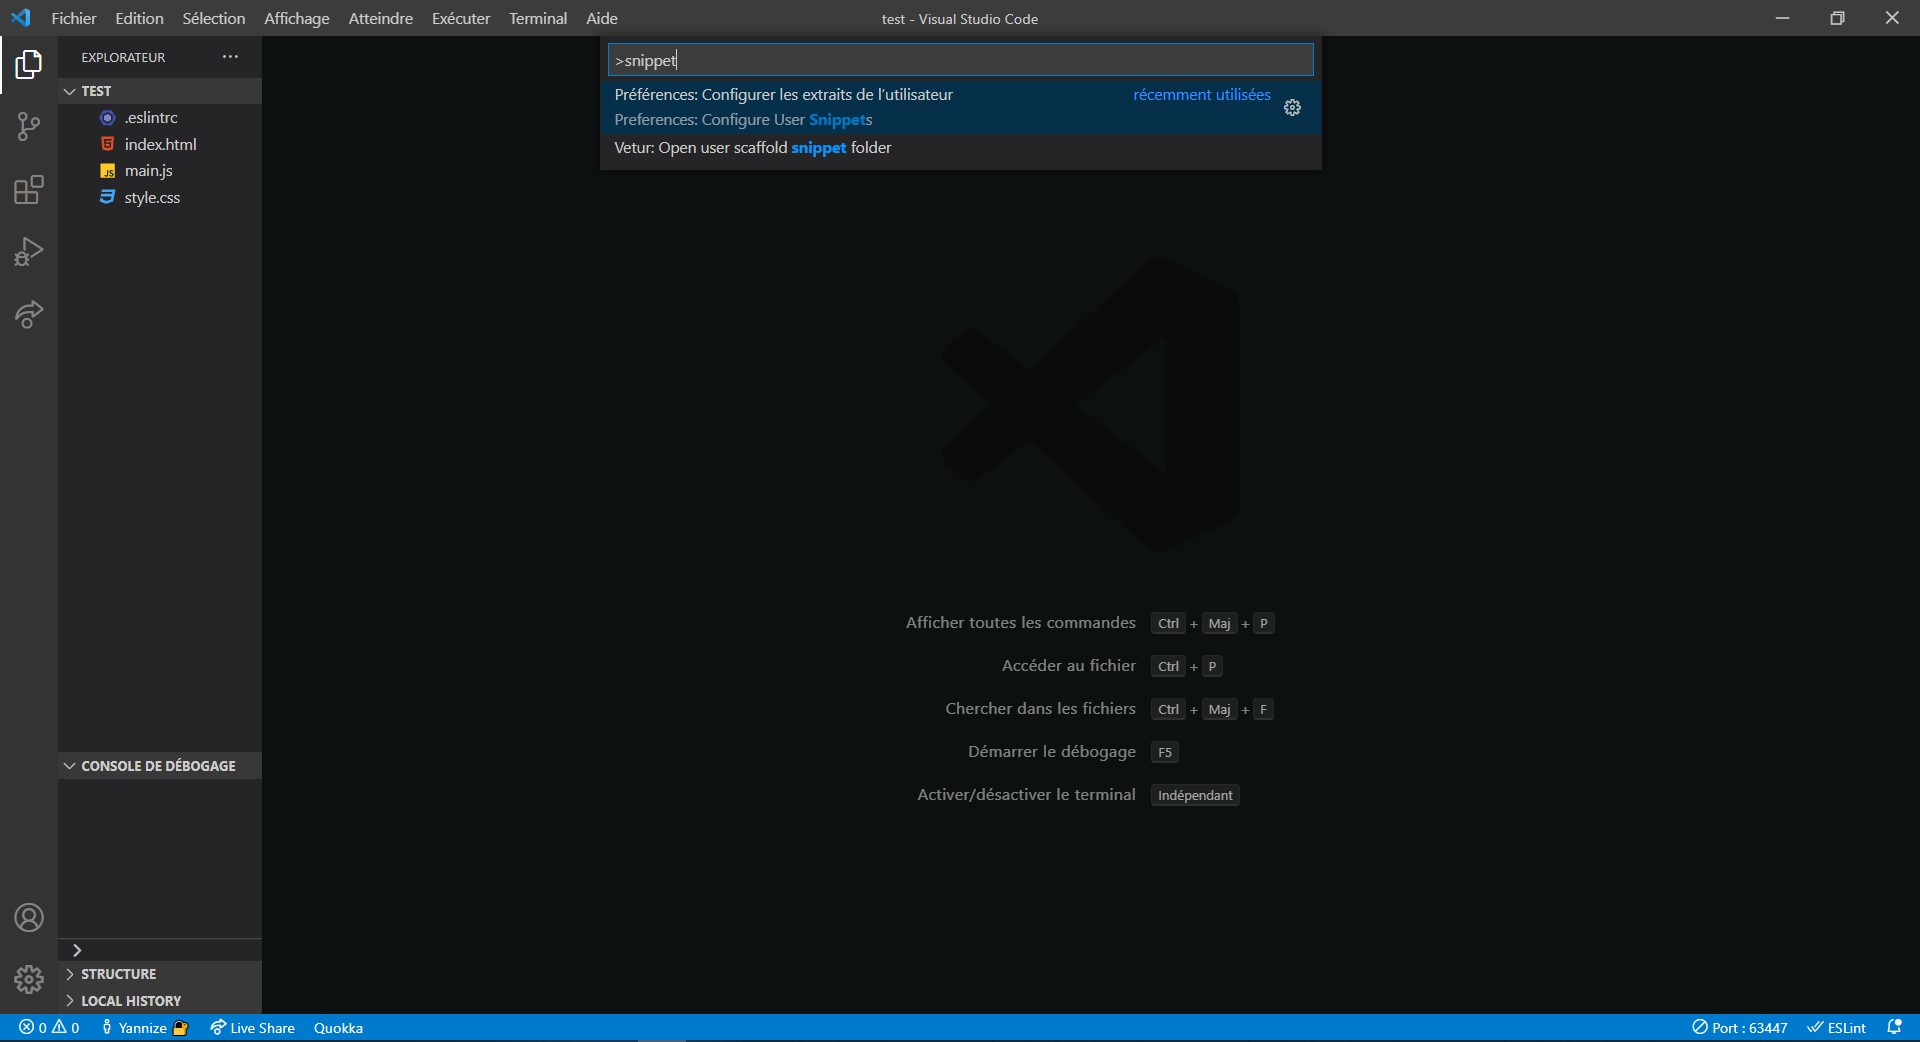 Fichier Edition Sélection Affichage Atteindre Exécuter Terminal Aide
test - Visual Studio Code
EXPLORATEUR
>snippet
Préférences: Configurer les extraits de l'utilisateur récemment utilisées
Preferences: Configure User Snippets
Vetur: Open user scaffold snippet folder
TEST
.eslintrc
index.html
JS main.js
style.css
Afficher toutes les commandes Ctrl + Maj + P
Accéder au fichier Ctrl + P
Chercher dans les fichiers Ctrl + Maj + F
Démarrer le débogage F5
Activer/désactiver le terminal Indépendant
CONSOLE DE DÉBOGAGE
STRUCTURE
LOCAL HISTORY
0 0 Yannize Live Share Quokka Port : 63447 ESLint